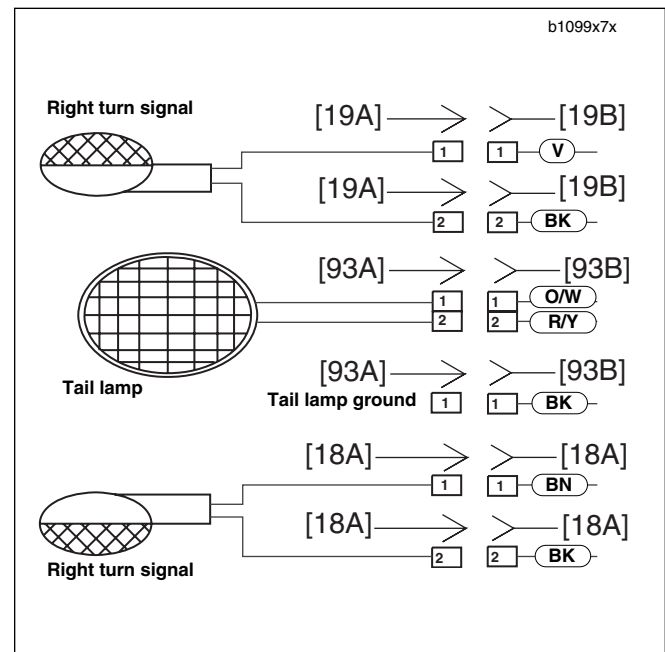 b1099x7x
Right turn signal
[19A] [19B]
1 1 V
[19A] [19B]
2 2 BK
[93A] [93B]
1 1 O/W
2 2 R/Y
Tail lamp
[93A] [93B]
Tail lamp ground 1 1 BK
[18A] [18A]
1 1 BN
[18A] [18A]
2 2 BK
Right turn signal